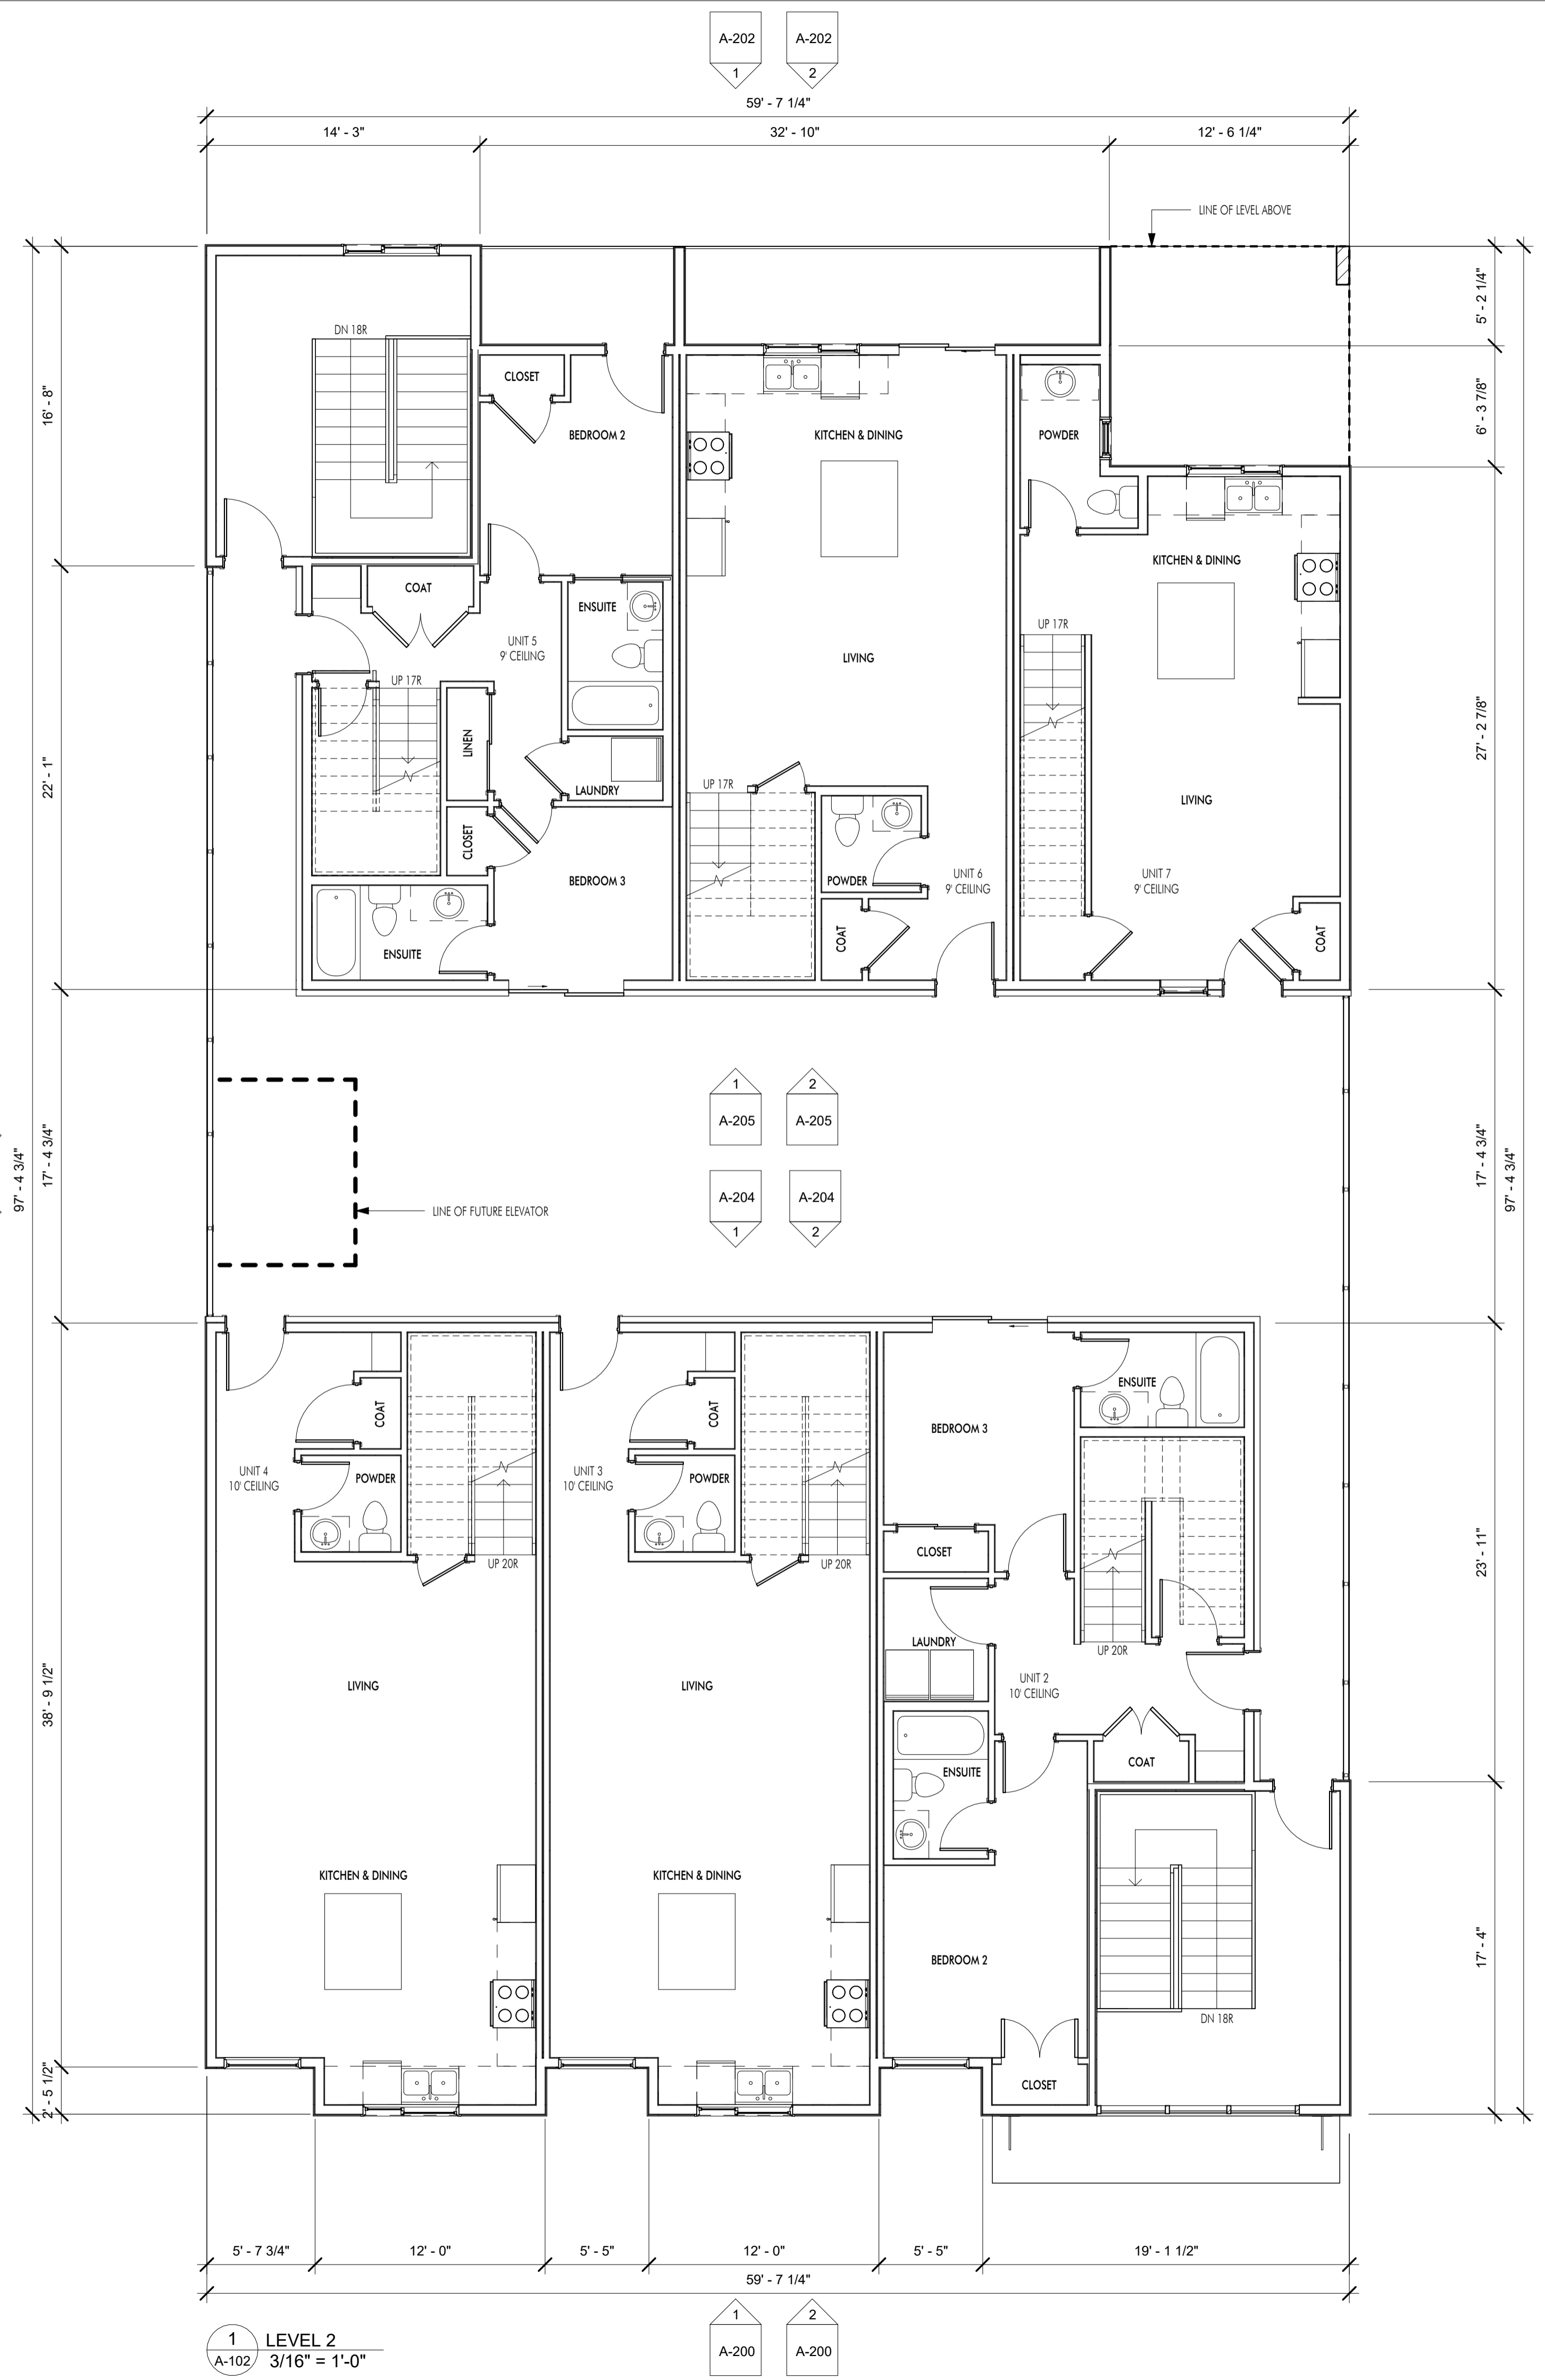 A-202 A-202
1 2
59' - 7 1/4"
14' - 3" 32' - 10" 12' - 6 1/4"
LINE OF LEVEL ABOVE
5' - 2 1/4"
DN 18R
16' - 8"
CLOSET
6' - 3 7/8"
BEDROOM 2
KITCHEN & DINING
POWDER
KITCHEN & DINING
COAT
ENSUITE
UP 17R
UNIT 5
9' CEILING
LIVING
UP 17R
27' - 2 7/8"
LINEN
22' - 1"
UP 17R
LAUNDRY
LIVING
CLOSET
BEDROOM 3
POWDER
UNIT 6
9' CEILING
UNIT 7
9' CEILING
ENSUITE
COAT
COAT
1 2
A-205 A-205
17' - 4 3/4"
97' - 4 3/4"
17' - 4 3/4"
97' - 4 3/4"
A-204 A-204
1 2
LINE OF FUTURE ELEVATOR
ENSUITE
COAT
COAT
BEDROOM 3
UNIT 4
10' CEILING
POWDER
UNIT 3
10' CEILING
POWDER
CLOSET
UP 20R
UP 20R
23' - 11"
LAUNDRY
UP 20R
LIVING
LIVING
UNIT 2
10' CEILING
38' - 9 1/2"
COAT
ENSUITE
KITCHEN & DINING
KITCHEN & DINING
BEDROOM 2
17' - 4"
DN 18R
CLOSET
2' - 5 1/2"
5' - 7 3/4" 12' - 0" 5' - 5" 12' - 0" 5' - 5" 19' - 1 1/2"
59' - 7 1/4"
1 2
A-200 A-200
1 LEVEL 2
A-102 3/16" = 1'-0"